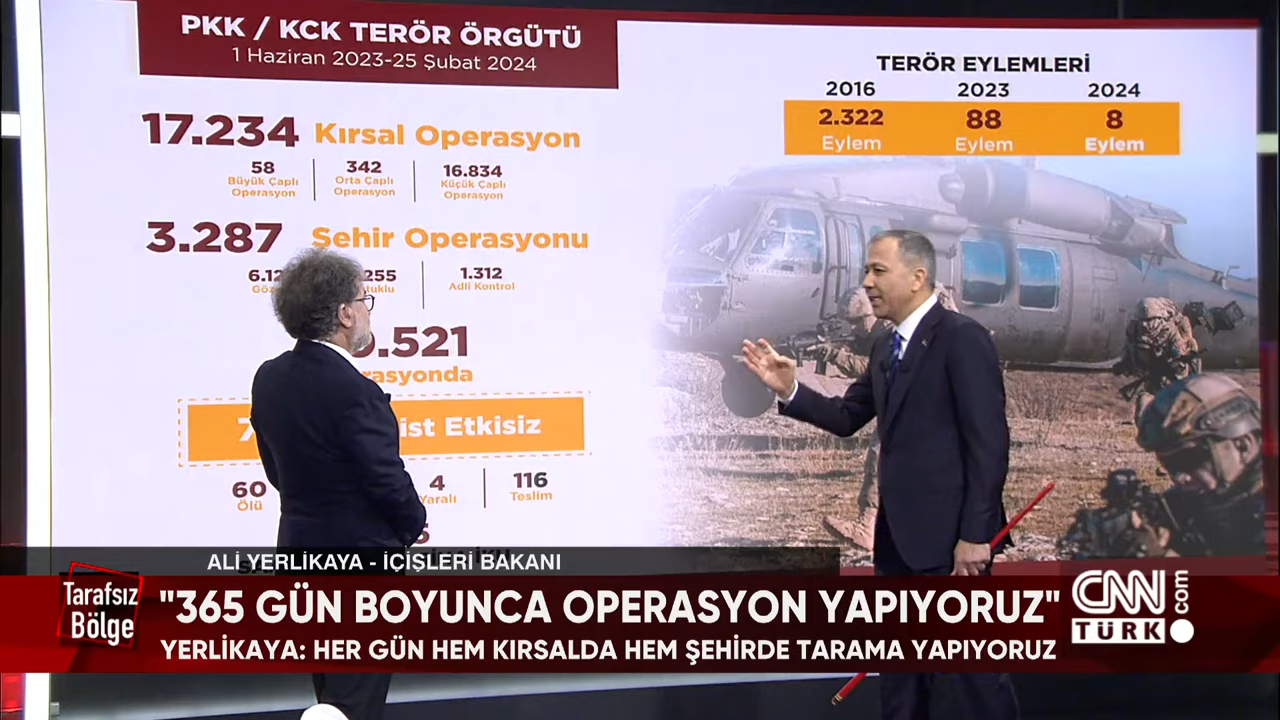 PKK / KCK TERÖR ÖRGÜTÜ
1 Haziran 2023-25 Şubat 2024
17.234 Kırsal Operasyon
58
Büyük Çaplı
Operasyon
342
Orta Çaplı
Operasyon
16.834
Küçük Çaplı
Operasyon
3.287 Şehir Operasyonu
1.312
Adli Kontrol
Etkisiz
60
Ölü
4
Yaralı
116
Teslim
TERÖR EYLEMLERİ
2016
2023
2024
2.322
Eylem
88
Eylem
8
Eylem
ALİ YERLİKAYA - İÇİŞLERİ BAKANI
Tarafsız
Bölge
"365 GÜN BOYUNCA OPERASYON YAPIYORUZ"
YERLİKAYA: HER GÜN HEM KIRSALDA HEM ŞEHİRDE TARAMA YAPIYORUZ
CNN
TÜRK
.com